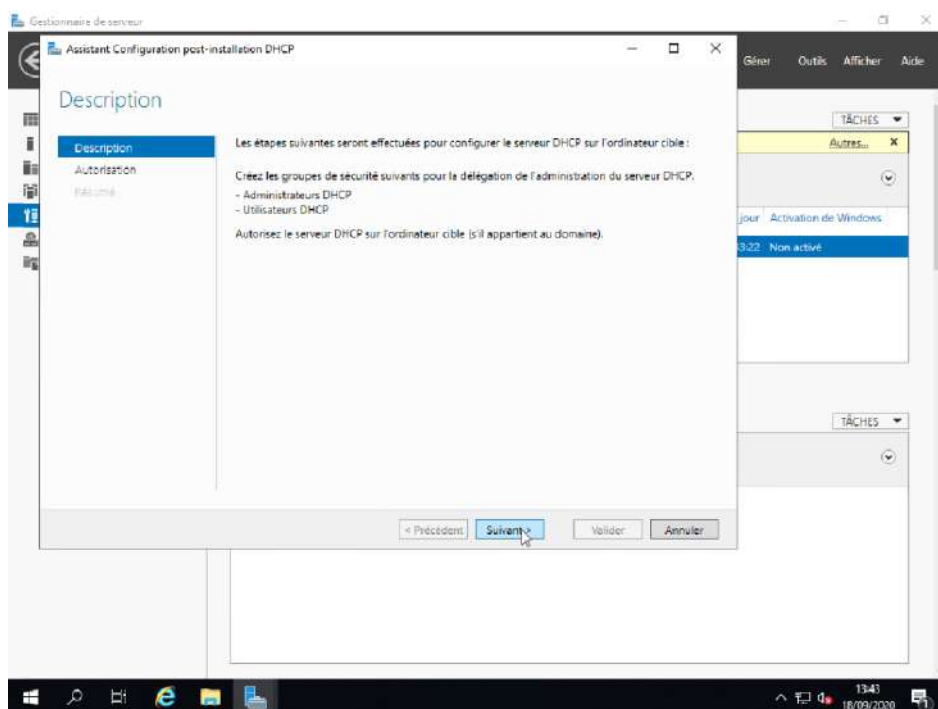 Gestionnaire de serveur
Assistant Configuration post-installation DHCP
Gérer Outils Afficher Aide
Description
TÂCHES
Description
Autorisation
Résumé
Les étapes suivantes seront effectuées pour configurer le serveur DHCP sur l'ordinateur cible :
Créez les groupes de sécurité suivants pour la délégation de l'administration du serveur DHCP.
- Administrateurs DHCP
- Utilisateurs DHCP
Autorisez le serveur DHCP sur l'ordinateur cible (s'il appartient au domaine).
Autres...
jour Activation de Windows
3:22 Non activé
TÂCHES
< Précédent Suivant > Valider Annuler
13:43
18/09/2020